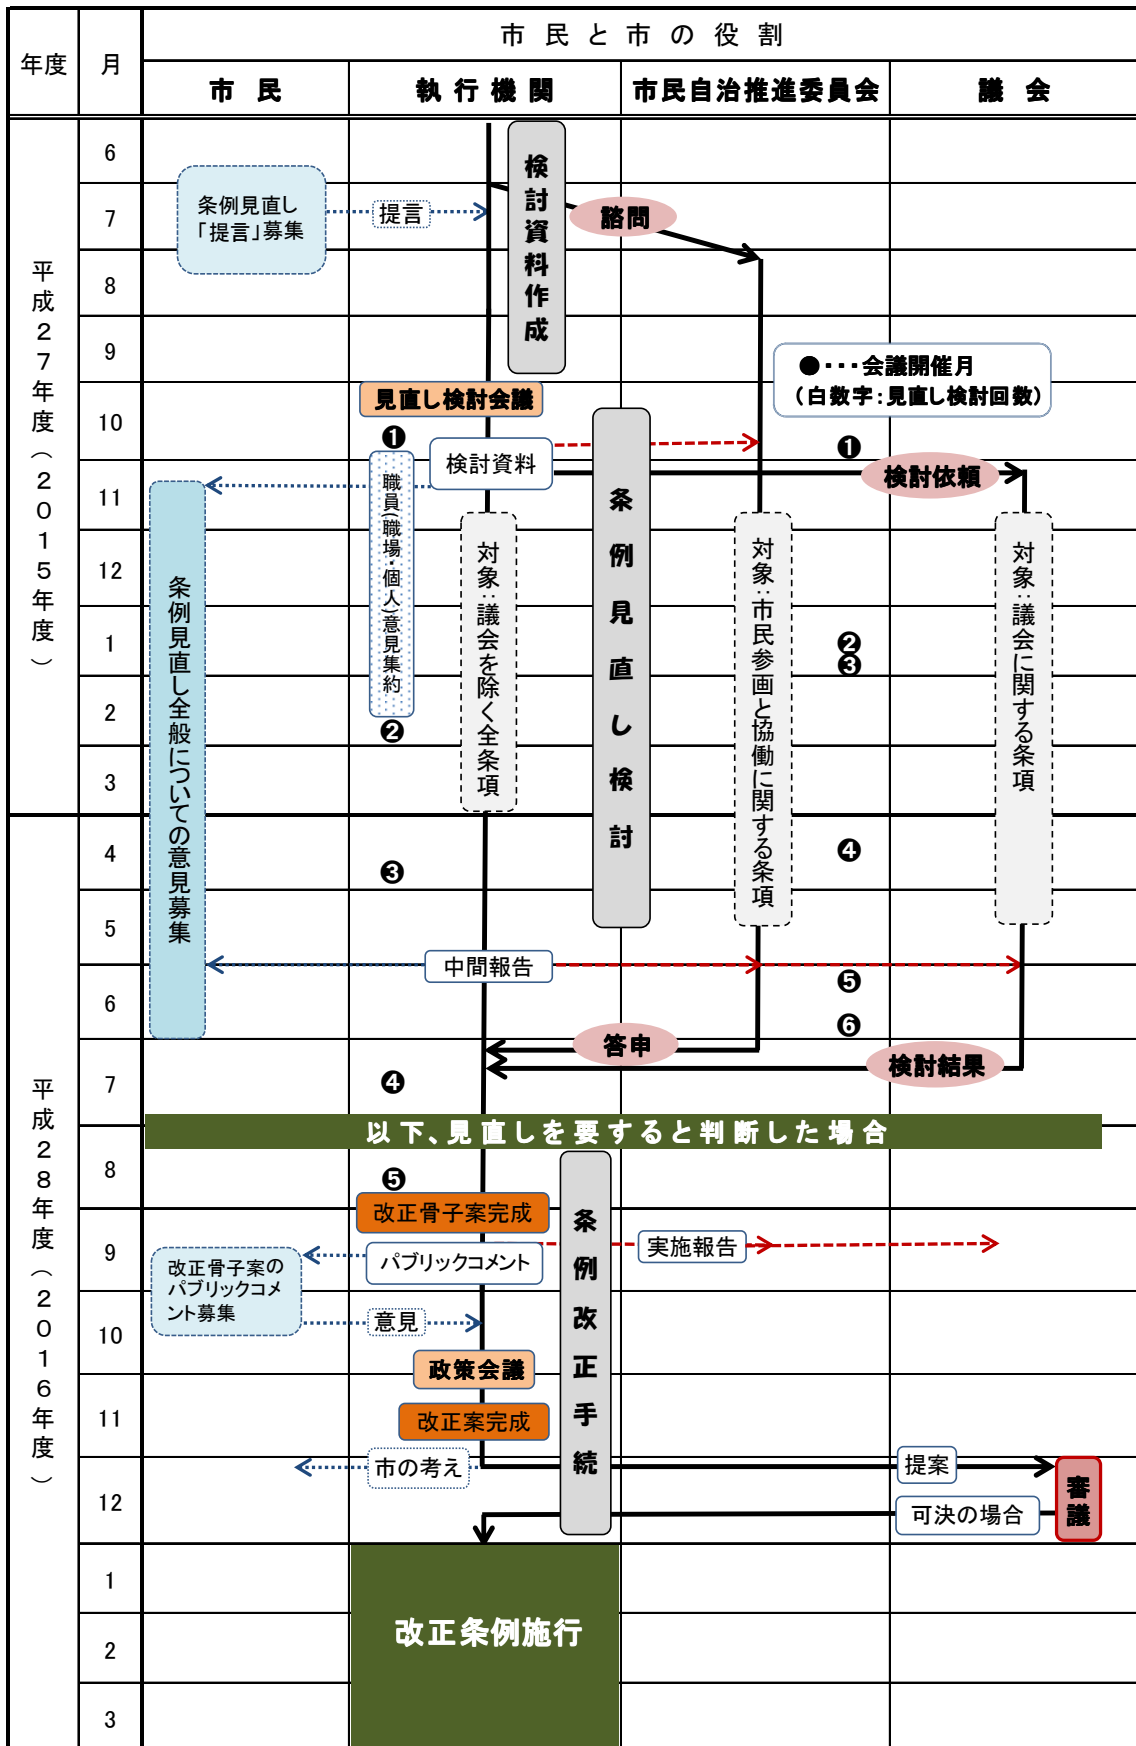 市民と市の役割
年度
月
市 民
執行機関
市民自治推進委員会
議 会
平成27年度(2015年度)
6
検討資料作成
条例見直し
「提言」募集
7
提言
諮問
8
9
●・・・会議開催月
(白数字:見直し検討回数)
見直し検討会議
10
❶
検討資料
❶
検討依頼
11
条例見直し全般についての意見募集
職員(職場・個人)意見集約
対象:議会を除く全条項
条例見直し検討
対象:市民参画と協働に関する条項
対象:議会に関する条項
12
1
❷
❸
2
❷
3
平成28年度(2016年度)
4
❸
❹
5
中間報告
6
❺
❻
答申
検討結果
7
❹
以下、見直しを要すると判断した場合
8
❺
条例改正手続
改正骨子案完成
9
パブリックコメント
実施報告
改正骨子案の
パブリックコメ
ント募集
10
意見
政策会議
11
改正案完成
市の考え
提案
審議
12
可決の場合
1
改正条例施行
2
3